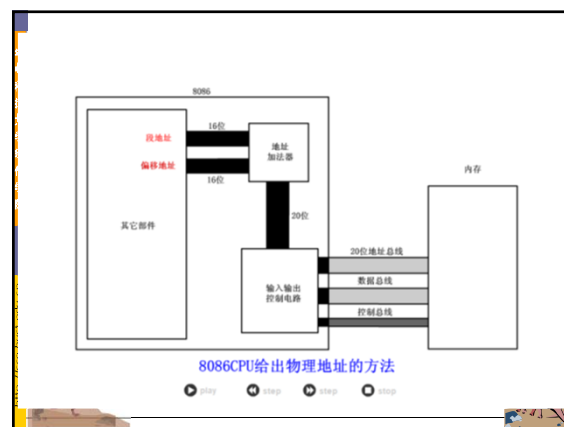 8086
16位
段地址
地址
加法器
偏移地址
16位
内存
其它部件
20位
20位地址总线
输入输出
控制电路
数据总线
控制总线
8086CPU给出物理地址的方法
play step step stop